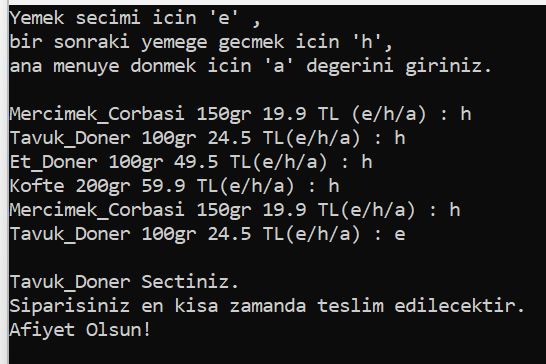 Yemek secimi icin 'e' ,
bir sonraki yemege gecmek icin 'h',
ana menuye donmek icin 'a' degerini giriniz.
Mercimek_Corbasi 150gr 19.9 TL (e/h/a) : h
Tavuk_Doner 100gr 24.5 TL(e/h/a) : h
Et_Doner 100gr 49.5 TL(e/h/a) : h
Kofte 200gr 59.9 TL(e/h/a) : h
Mercimek_Corbasi 150gr 19.9 TL(e/h/a) : h
Tavuk_Doner 100gr 24.5 TL(e/h/a) : e
Tavuk_Doner Sectiniz.
Siparisiniz en kisa zamanda teslim edilecektir.
Afiyet Olsun!